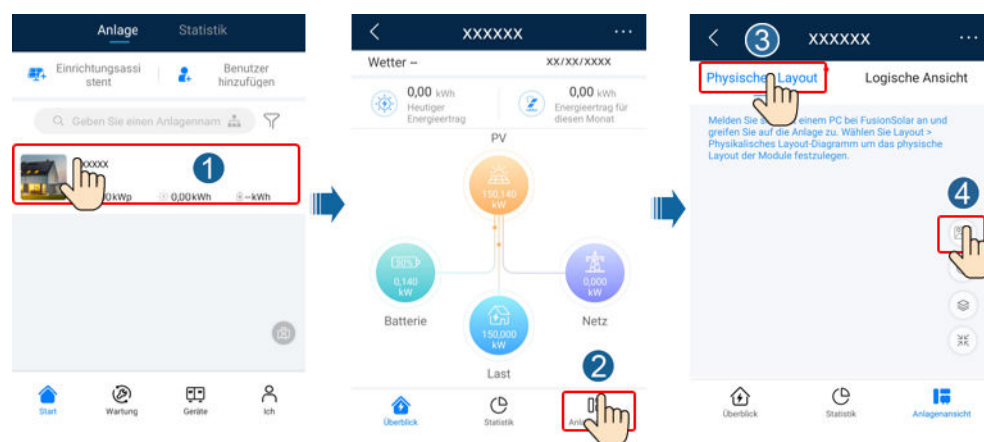 Anlage Statistik
Einrichtungsassi
stent
Benutzer
hinzufügen
Geben Sie einen Anlagennam
1
0,00kWh
--kWh
Start Wartung Geräte Ich
XXXXXX
Wetter -- XX/XX/XXXX
0,00 kWh
Heutiger
Energieertrag
0,00 kWh
Energieertrag für
diesen Monat
PV
150,140
kW
30%
0,140
kW
0,000
kW
Batterie Netz
150,000
kW
Last
2
Überblick Statistik
3
XXXXXX
Physisches Layout Logische Ansicht
Melden Sie einem PC bei FusionSolar an und
greifen Sie auf die Anlage zu. Wählen Sie Layout >
Physikalisches Layout-Diagramm um das physische
Layout der Module festzulegen.
4
Überblick Statistik Anlagenansicht